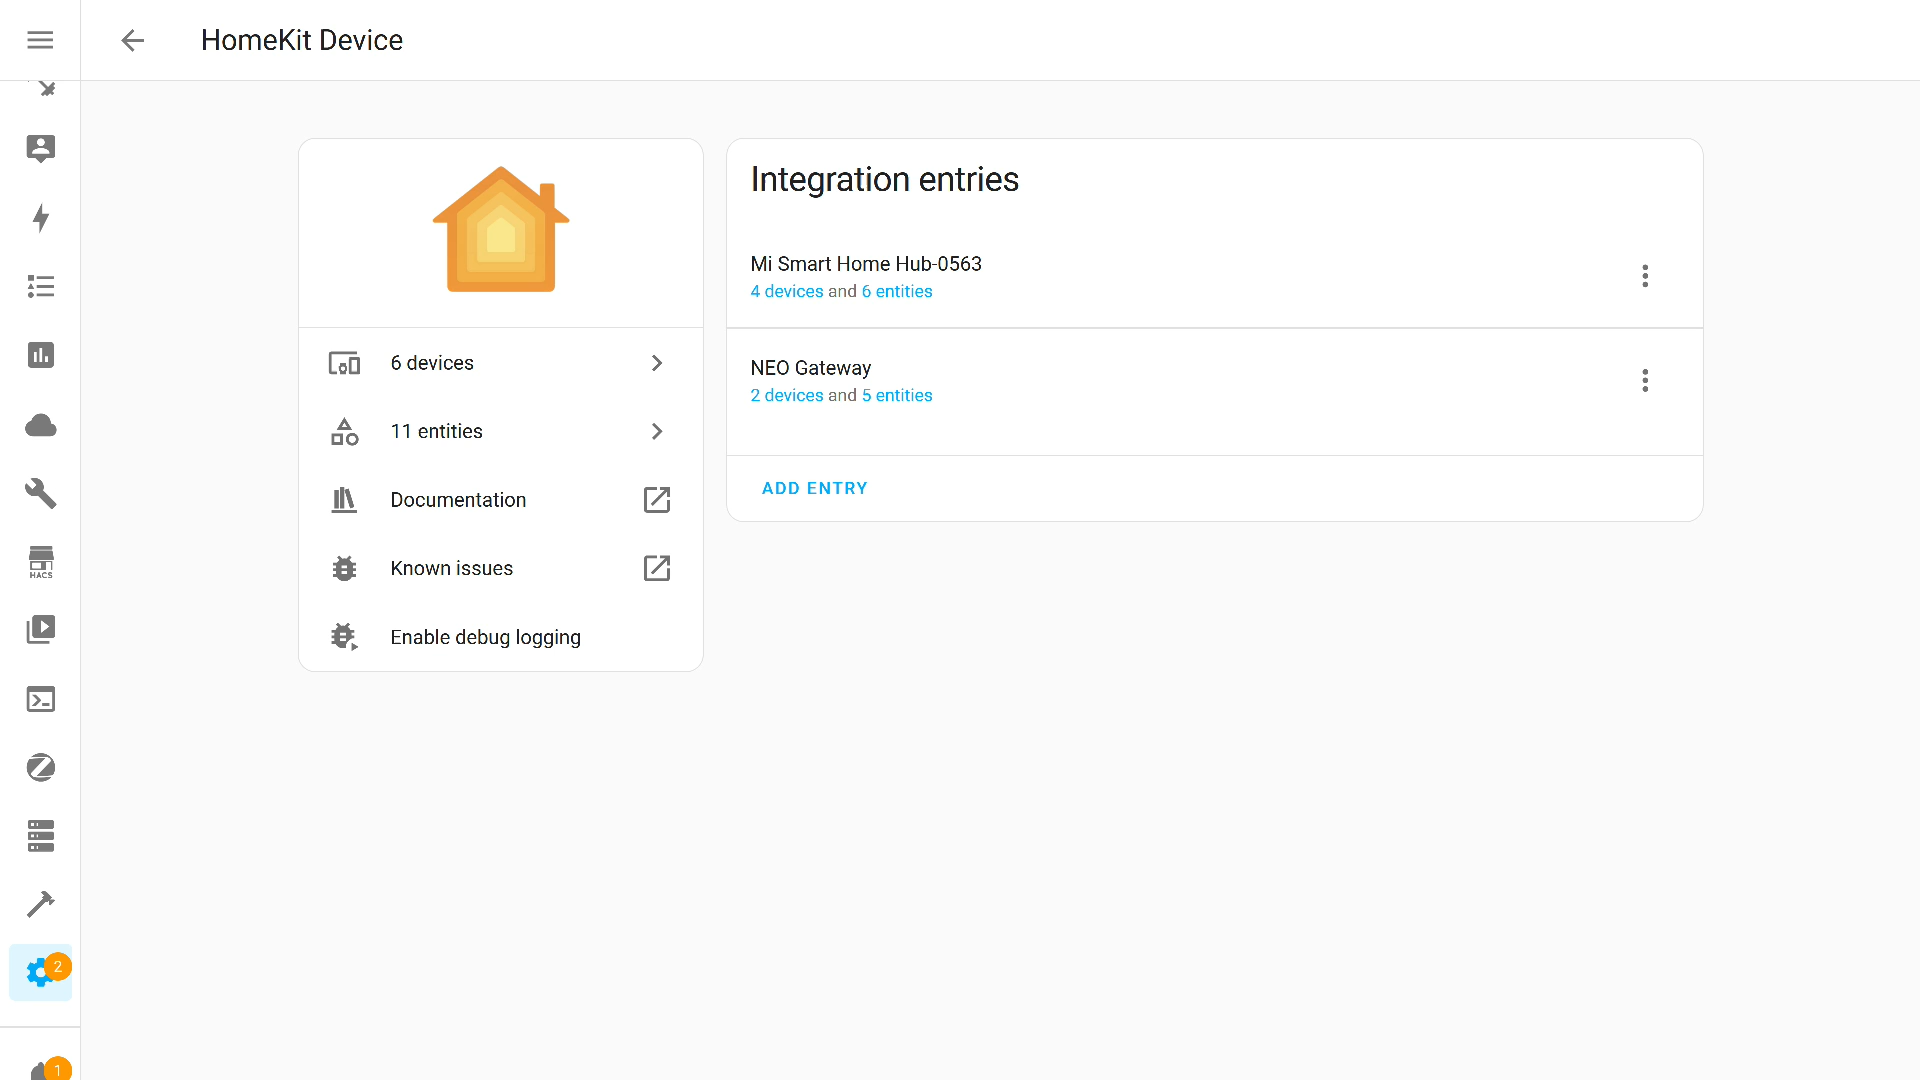 HomeKit Device
Integration entries
Mi Smart Home Hub-0563
4 devices and 6 entities
NEO Gateway
2 devices and 5 entities
ADD ENTRY
6 devices
11 entities
Documentation
Known issues
Enable debug logging
HACS
2
1